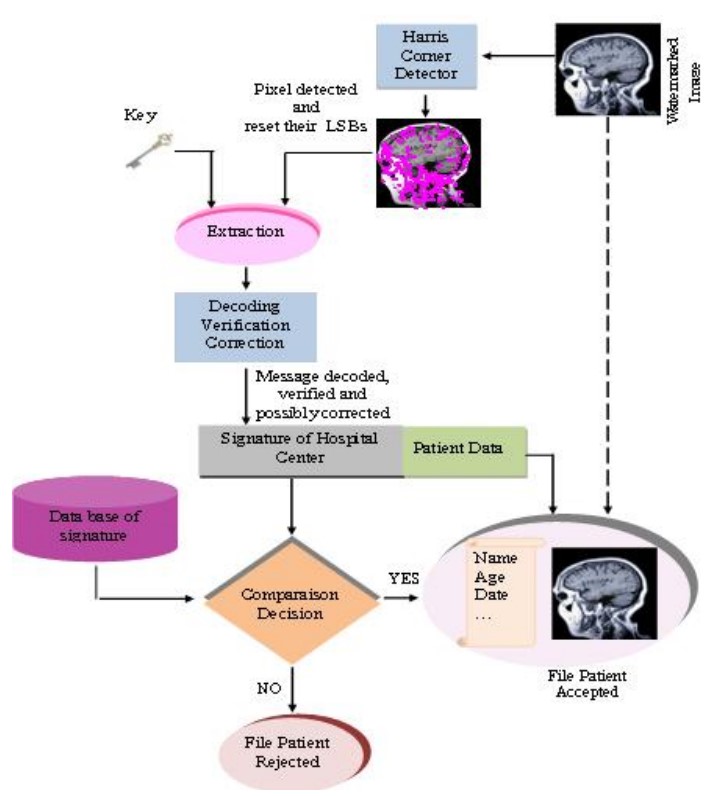 Harris
Corner
Detector
Watermarked
Image
Pixel detected
and
reset their LSBs
Key
Extraction
Decoding
Verification
Correction
Message decoded,
verified and
possibly corrected
Signature of Hospital
Center
Patient Data
Data base of
signature
Comparaison
Decision
YES
Name
Age
Date
...
File Patient
Accepted
NO
File Patient
Rejected